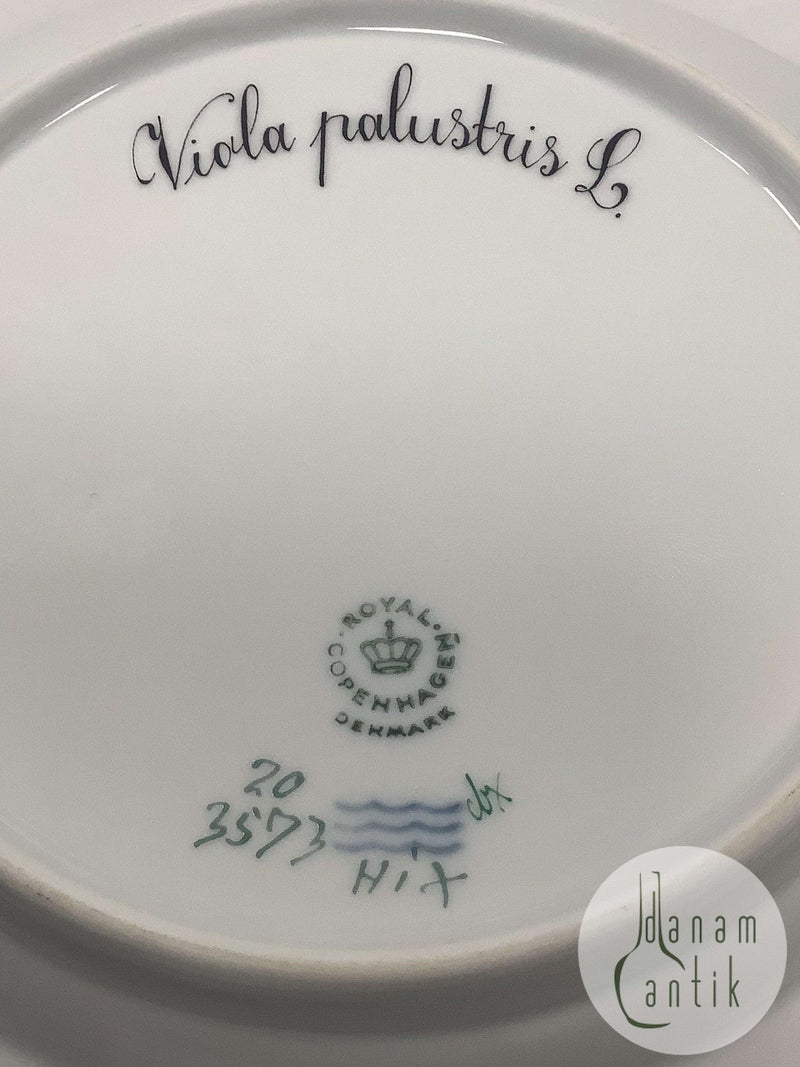 Viola palustris L.
ROYAL
COPENHAGEN
DENMARK
20
3573
Hix
danam
antik